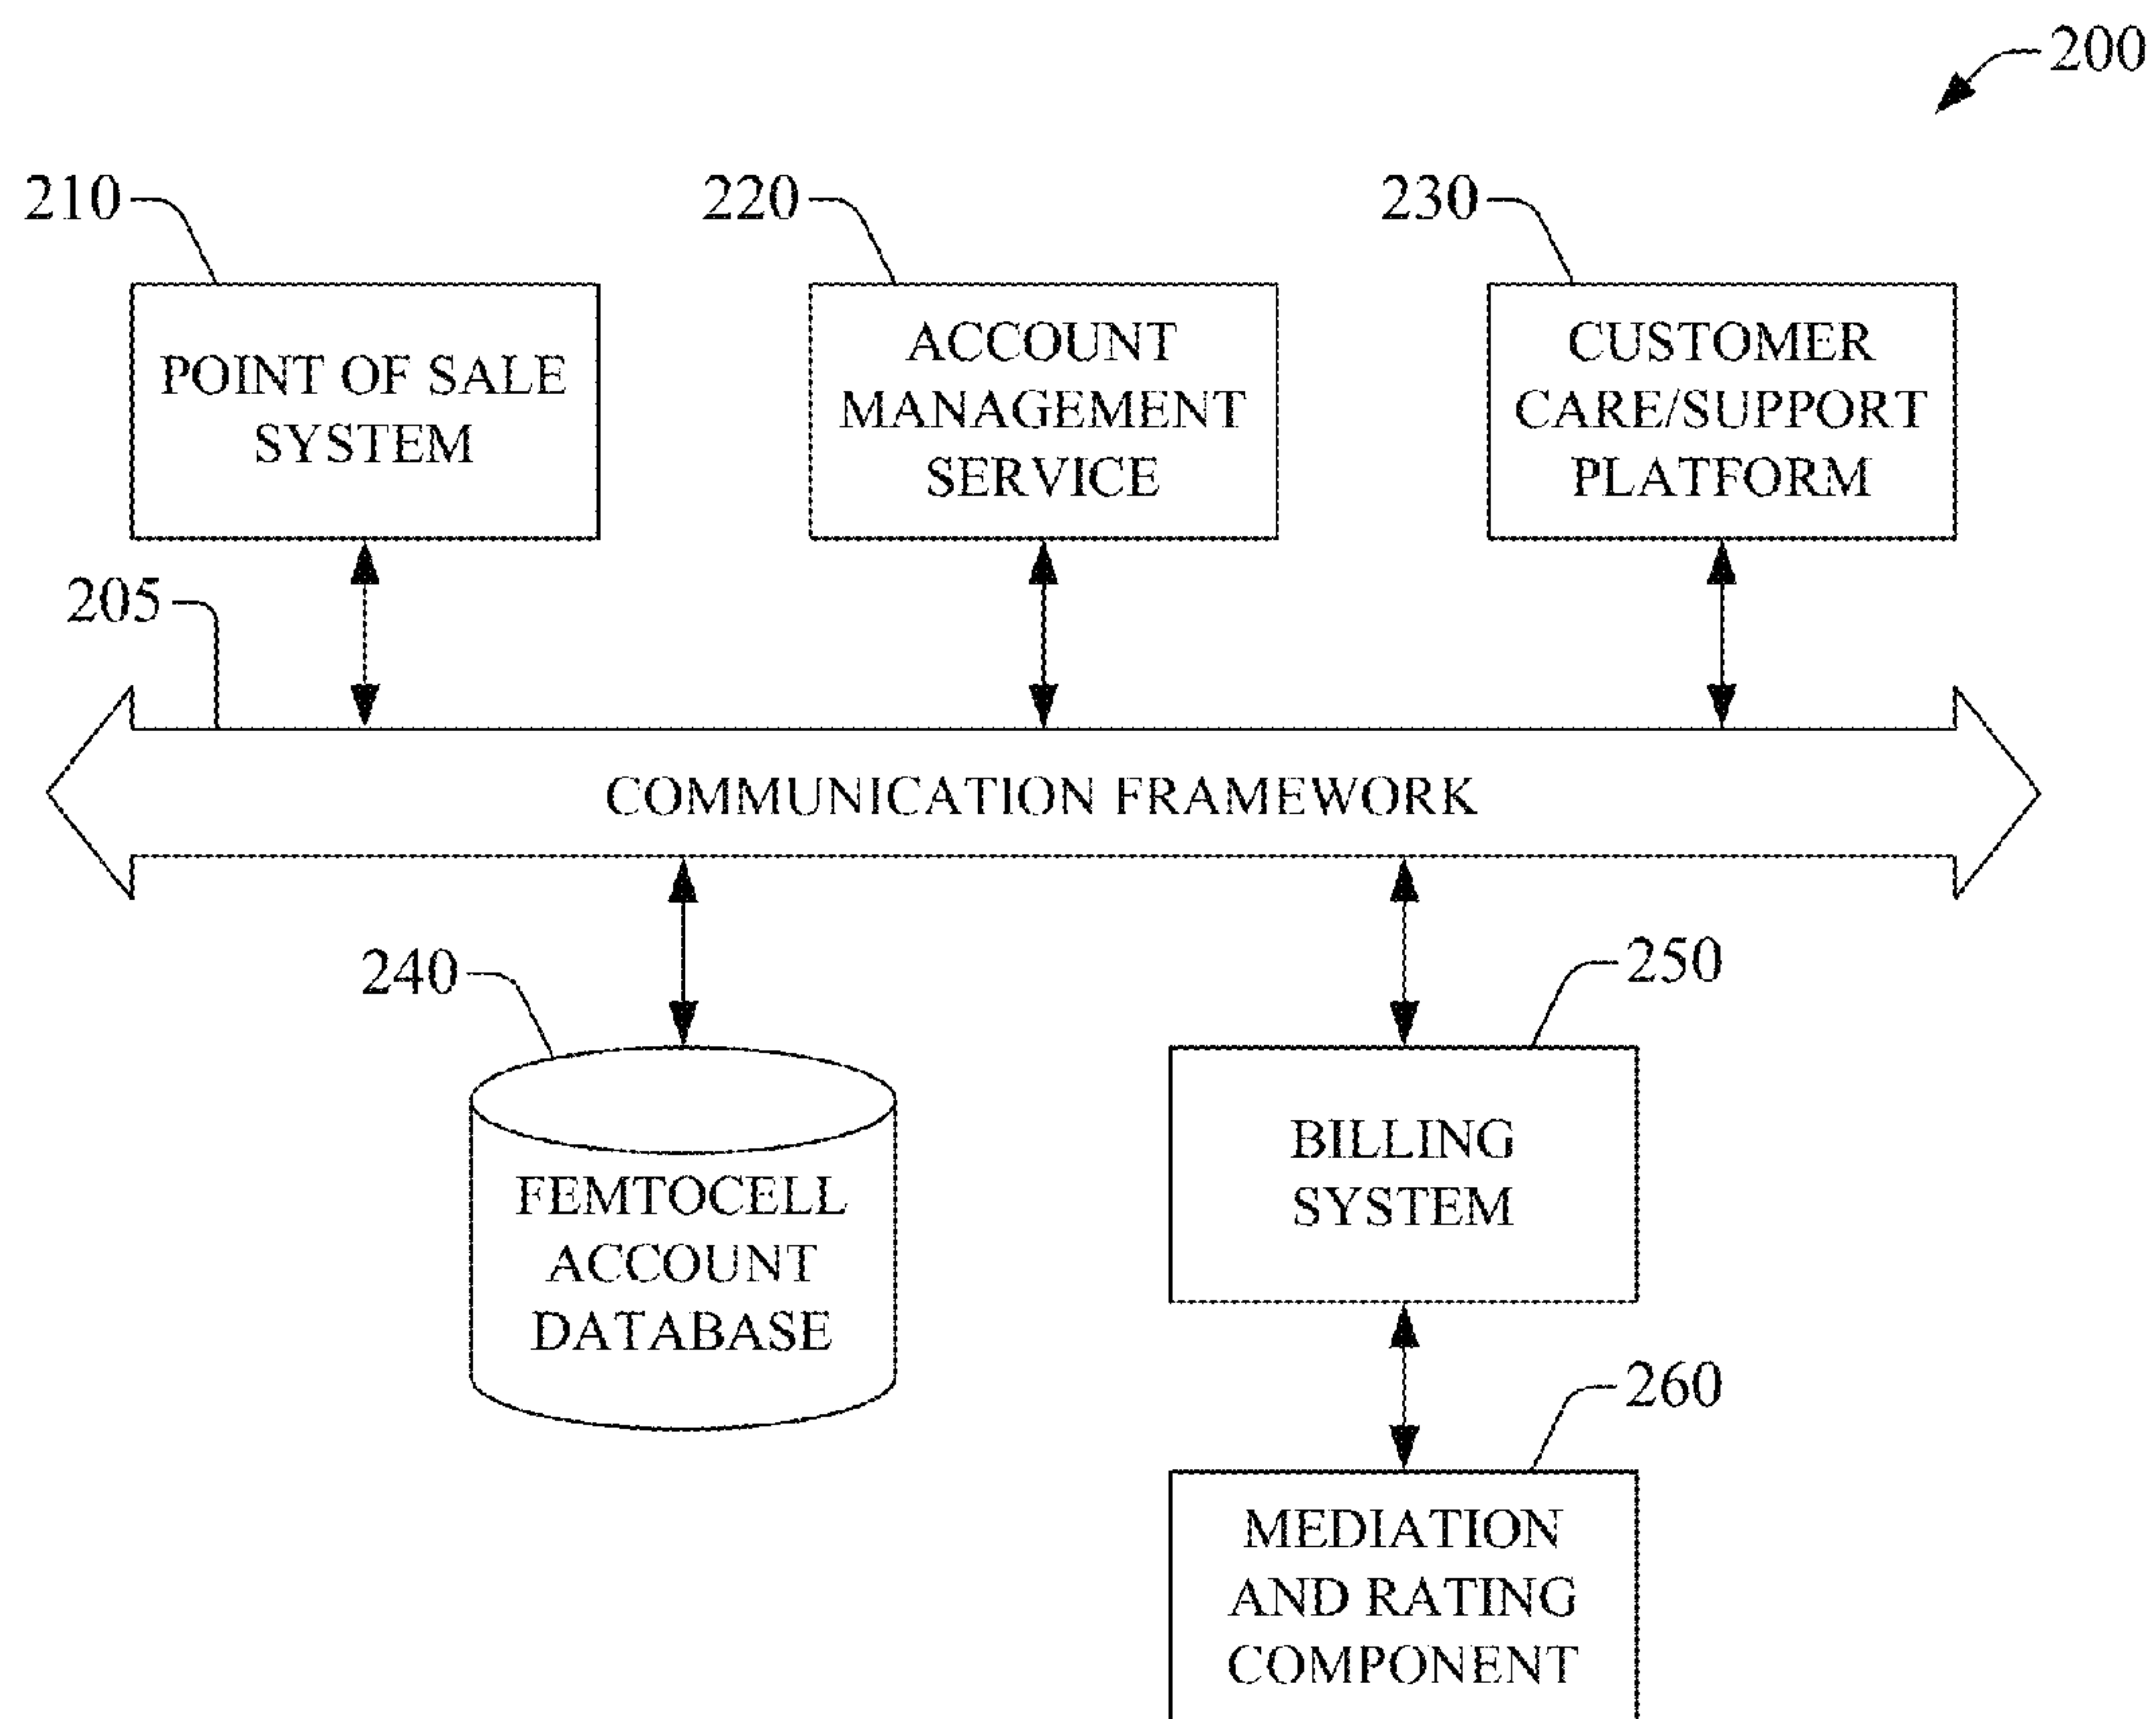 200
210
220
230
POINT OF SALE
SYSTEM
ACCOUNT
MANAGEMENT
SERVICE
CUSTOMER
CARE/SUPPORT
PLATFORM
205
COMMUNICATION FRAMEWORK
240
250
FEMTOCELL
ACCOUNT
DATABASE
BILLING
SYSTEM
260
MEDIATION
AND RATING
COMPONENT